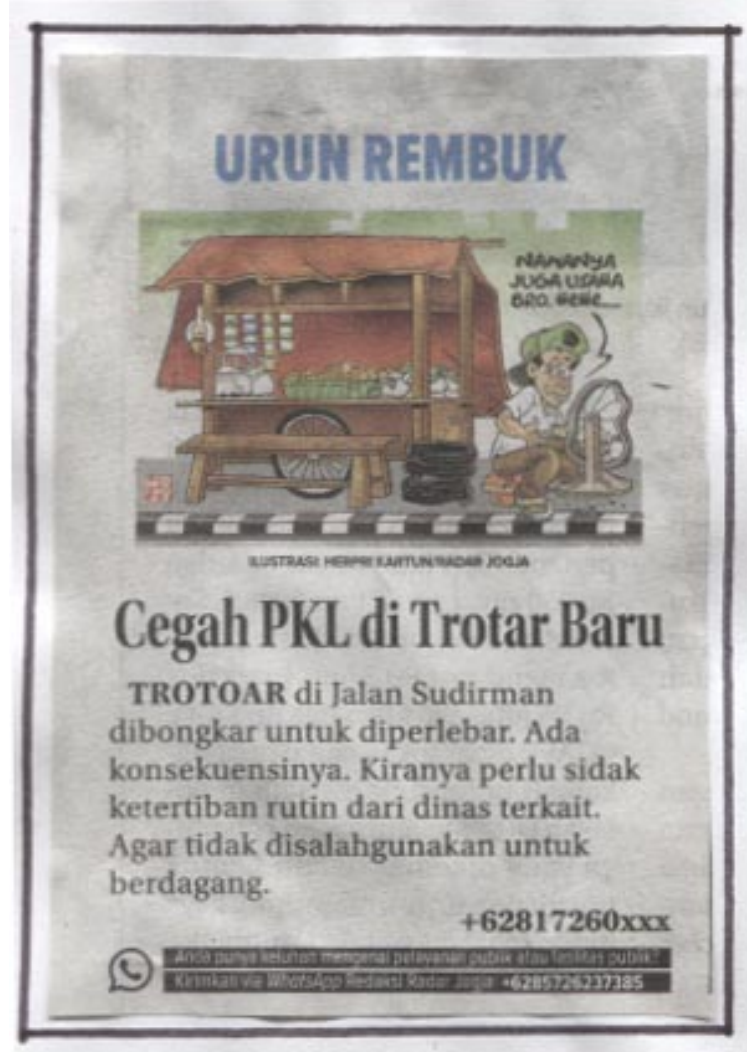 URUN REMBUK
NAMANYA
JUGA USAHA
BRO, HEHE....
ILUSTRASI: HERPRI KARTUN/RADAR JOGJA
Cegah PKL di Trotar Baru
TROTOAR di Jalan Sudirman
dibongkar untuk diperlebar. Ada
konsekuensinya. Kiranya perlu sidak
ketertiban rutin dari dinas terkait.
Agar tidak disalahgunakan untuk
berdagang.
+62817260xxx
Anda punya keluhan mengenai pelayanan publik atau fasilitas publik?
Kirimkan via WhatsApp Redaksi Radar Jogja +6285726237385